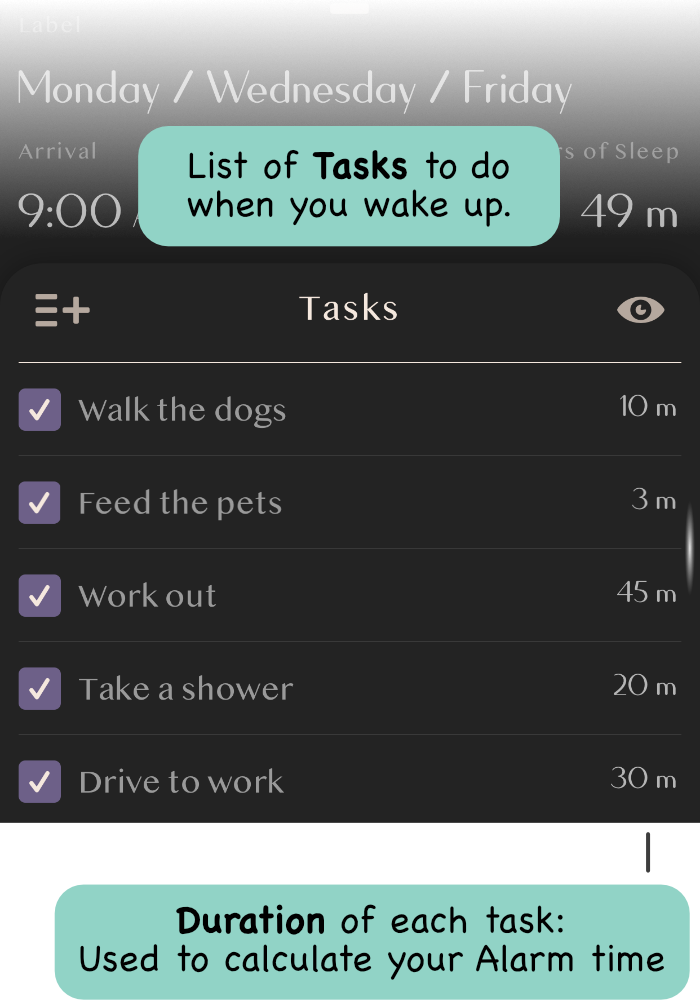 Label
Monday / Wednesday / Friday
Arrival
of Sleep
9:00
49 m
List of Tasks to do
when you wake up.
Tasks
Walk the dogs 10 m
Feed the pets 3 m
Work out 45 m
Take a shower 20 m
Drive to work 30 m
Duration of each task:
Used to calculate your Alarm time